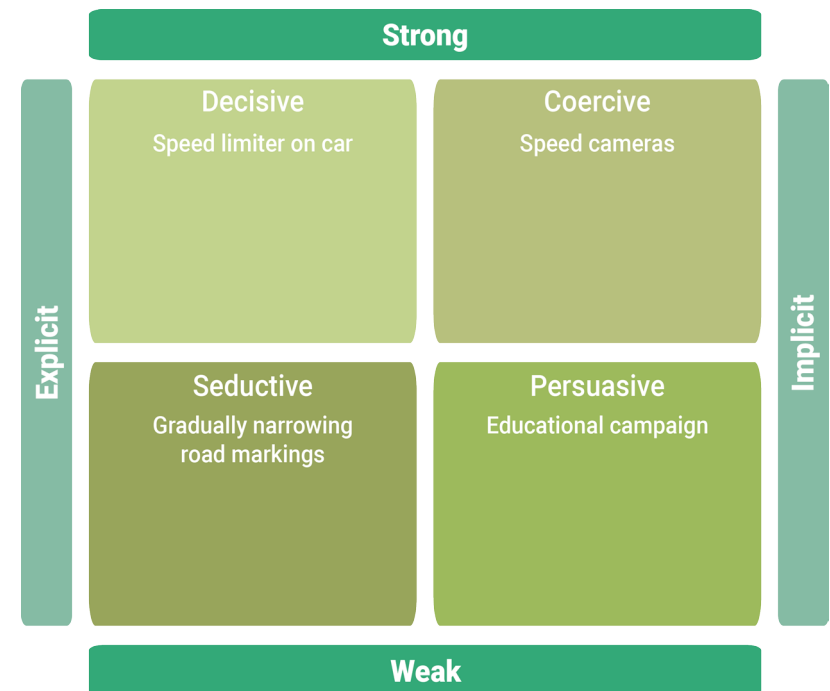 Strong
Explicit
Decisive
Speed limiter on car
Coercive
Speed cameras
Implicit
Seductive
Gradually narrowing
road markings
Persuasive
Educational campaign
Weak